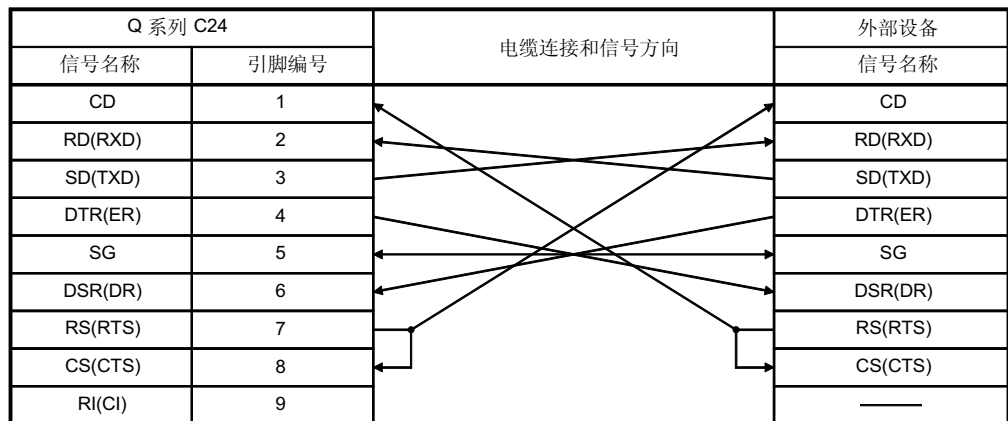 Q 系列 C24 电缆连接和信号方向 外部设备
信号名称 引脚编号 信号名称
CD 1 CD
RD(RXD) 2 RD(RXD)
SD(TXD) 3 SD(TXD)
DTR(ER) 4 DTR(ER)
SG 5 SG
DSR(DR) 6 DSR(DR)
RS(RTS) 7 RS(RTS)
CS(CTS) 8 CS(CTS)
RI(CI) 9 ——